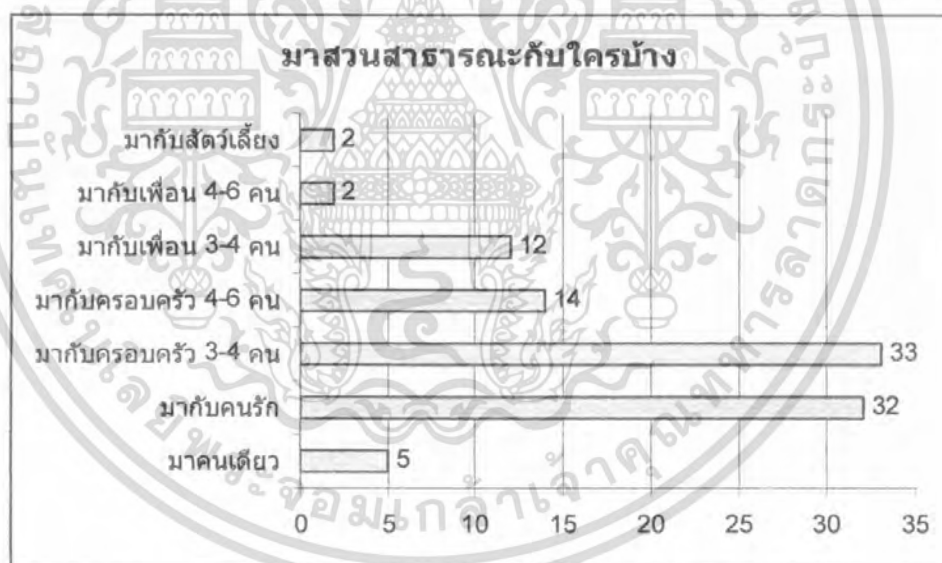 มาสวนสาธารณะกับใครบ้าง
มากับสัตว์เลี้ยง 2
มากับเพื่อน 4-6 คน 2
มากับเพื่อน 3-4 คน 12
มากับครอบครัว 4-6 คน 14
มากับครอบครัว 3-4 คน 33
มากับคนรัก 32
มาคนเดียว 5
0 5 10 15 20 25 30 35